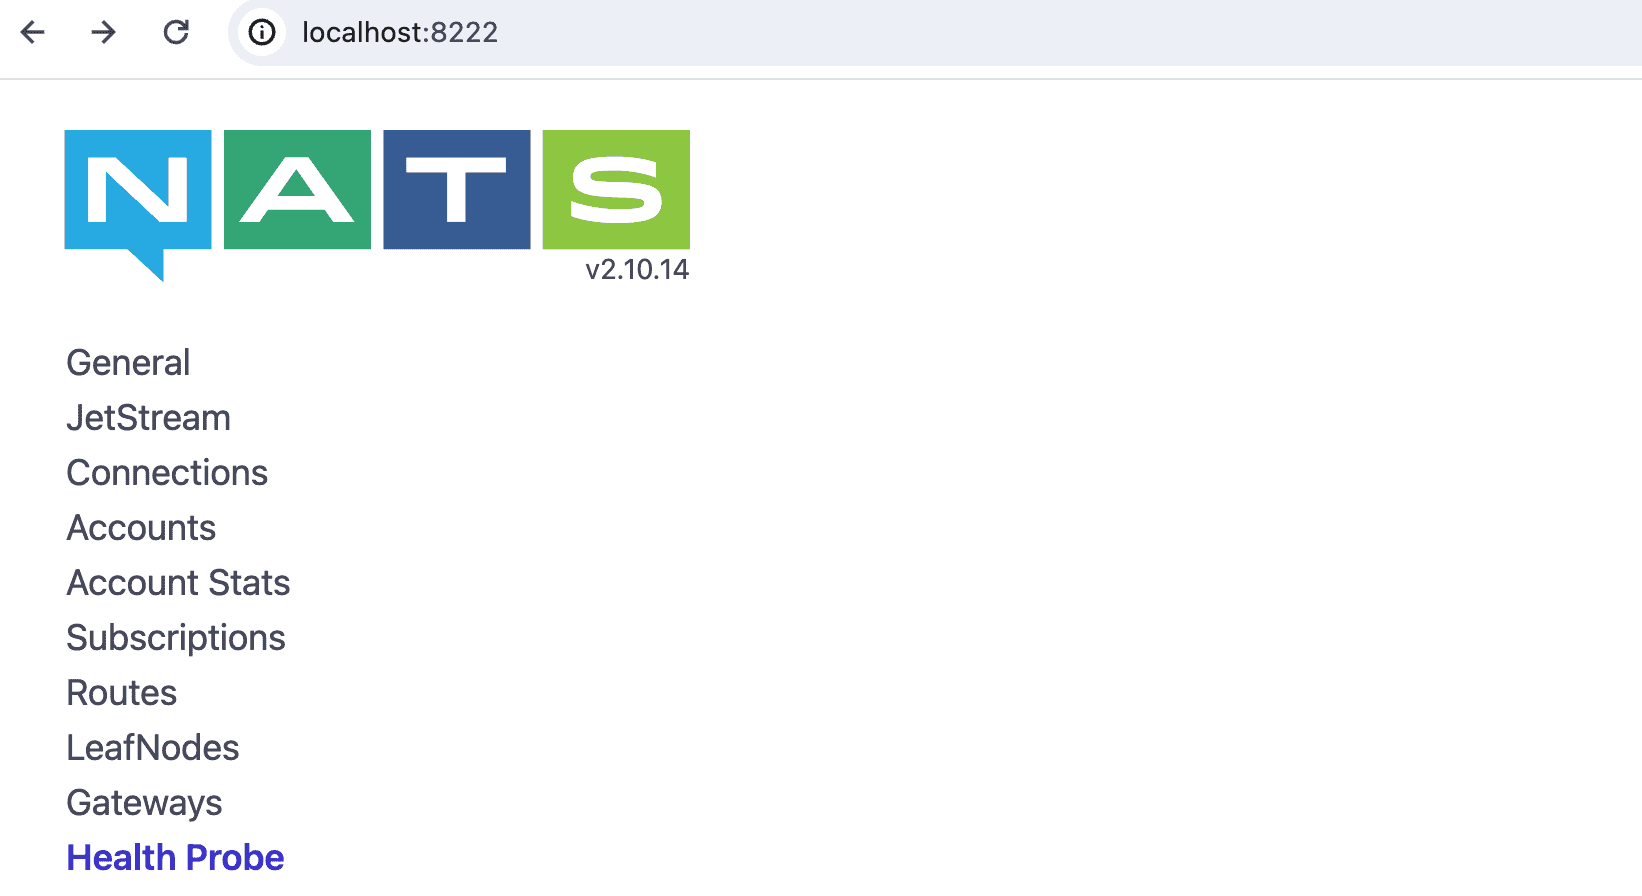 localhost:8222
NATS
v2.10.14
General
JetStream
Connections
Accounts
Account Stats
Subscriptions
Routes
LeafNodes
Gateways
Health Probe